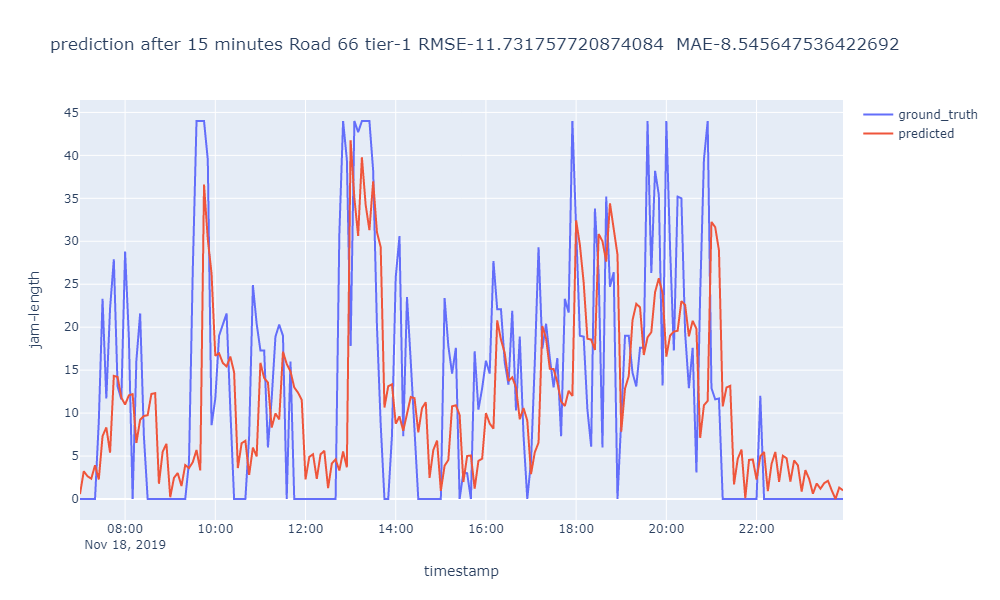 prediction after 15 minutes Road 66 tier-1 RMSE-11.731757720874084  MAE-8.545647536422692
ground_truth
predicted
45
40
35
30
25
20
15
10
5
0
jam-length
08:00 10:00 12:00 14:00 16:00 18:00 20:00 22:00
Nov 18, 2019
timestamp